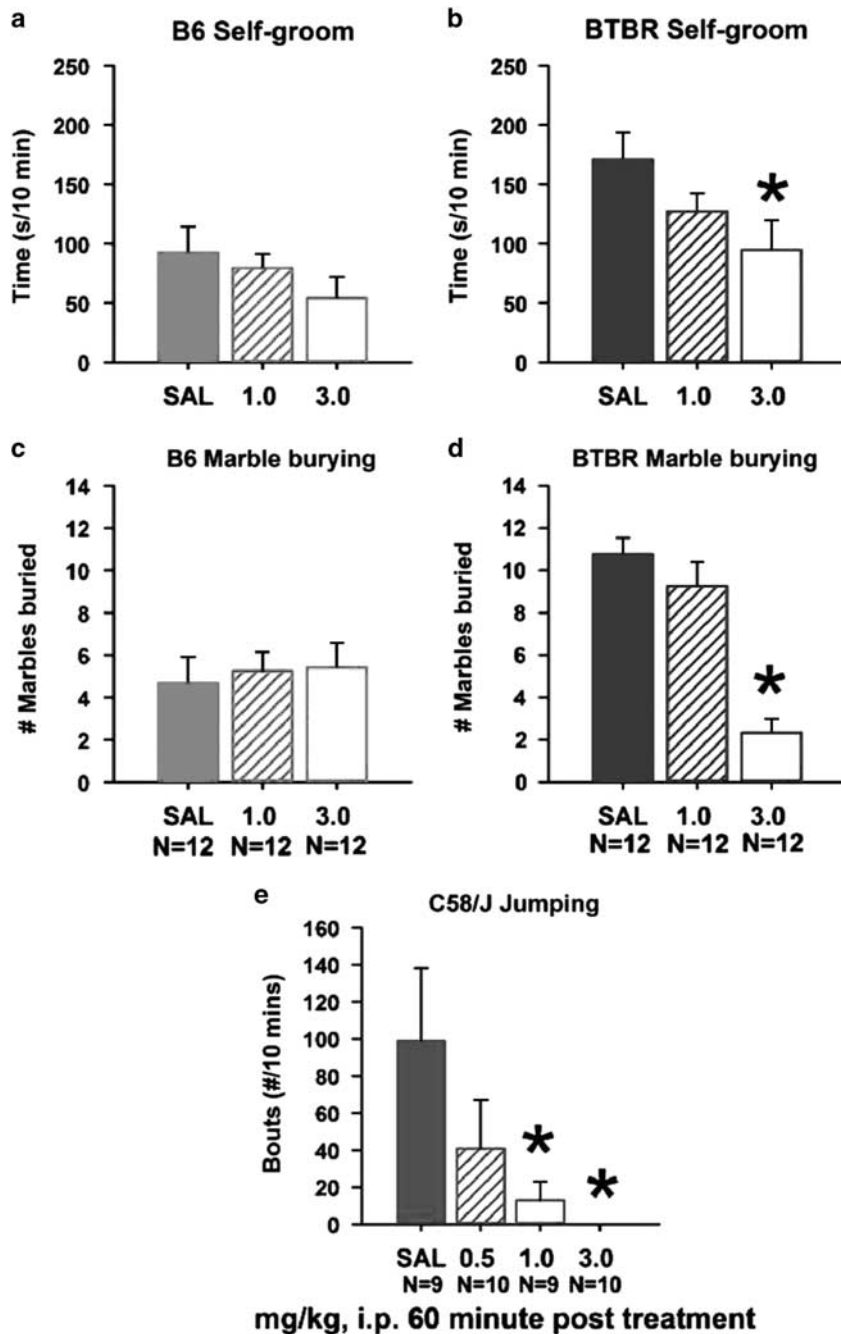 a
B6 Self-groom
Time (s/10 min)
250
200
150
100
50
0
SAL 1.0 3.0
b
BTBR Self-groom
Time (s/10 min)
250
200
150
100
50
0
*
SAL 1.0 3.0
c
B6 Marble burying
# Marbles buried
14
12
10
8
6
4
2
0
SAL 1.0 3.0
N=12 N=12 N=12
d
BTBR Marble burying
# Marbles buried
14
12
10
8
6
4
2
0
*
SAL 1.0 3.0
N=12 N=12 N=12
e
C58/J Jumping
Bouts (#/10 mins)
160
140
120
100
80
60
40
20
0
*
*
SAL 0.5 1.0 3.0
N=9 N=10 N=9 N=10
mg/kg, i.p. 60 minute post treatment